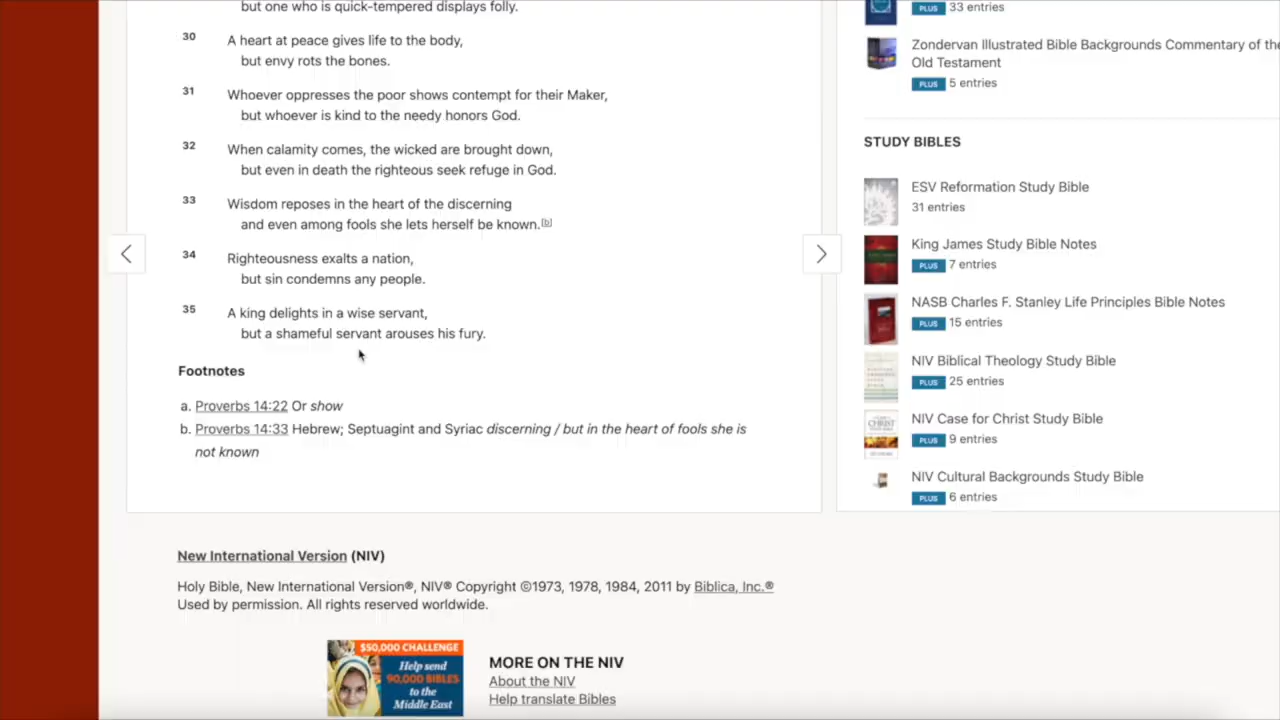 but one who is quick-tempered displays folly.
30 A heart at peace gives life to the body,
but envy rots the bones.
31 Whoever oppresses the poor shows contempt for their Maker,
but whoever is kind to the needy honors God.
32 When calamity comes, the wicked are brought down,
but even in death the righteous seek refuge in God.
33 Wisdom reposes in the heart of the discerning
and even among fools she lets herself be known.[b]
34 Righteousness exalts a nation,
but sin condemns any people.
35 A king delights in a wise servant,
but a shameful servant arouses his fury.
Footnotes
a. Proverbs 14:22 Or show
b. Proverbs 14:33 Hebrew; Septuagint and Syriac discerning / but in the heart of fools she is
not known
New International Version (NIV)
Holy Bible, New International Version®, NIV® Copyright ©1973, 1978, 1984, 2011 by Biblica, Inc.®
Used by permission. All rights reserved worldwide.
$50,000 CHALLENGE
Help send
90,000 BIBLES
to the
Middle East
MORE ON THE NIV
About the NIV
Help translate Bibles
PLUS 33 entries
Zondervan Illustrated Bible Backgrounds Commentary of the
Old Testament
PLUS 5 entries
STUDY BIBLES
ESV Reformation Study Bible
31 entries
King James Study Bible Notes
PLUS 7 entries
NASB Charles F. Stanley Life Principles Bible Notes
PLUS 15 entries
NIV Biblical Theology Study Bible
PLUS 25 entries
NIV Case for Christ Study Bible
PLUS 9 entries
NIV Cultural Backgrounds Study Bible
PLUS 6 entries